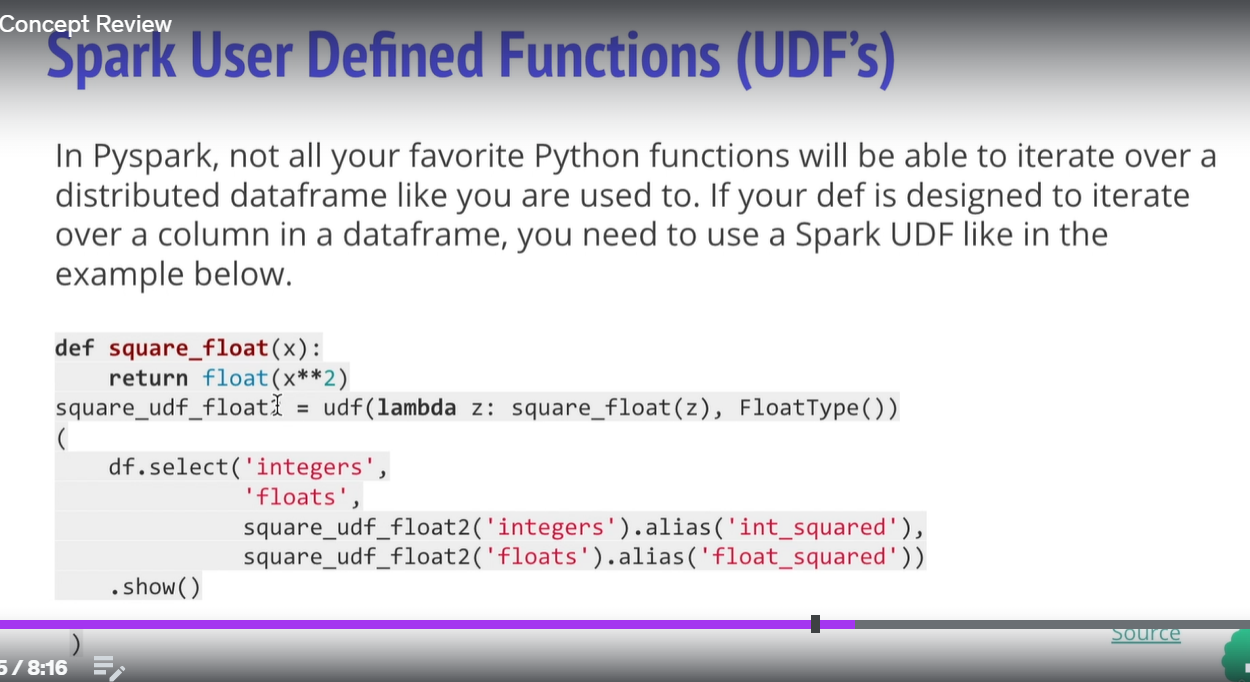 Concept Review
Spark User Defined Functions (UDF’s)
In Pyspark, not all your favorite Python functions will be able to iterate over a
distributed dataframe like you are used to. If your def is designed to iterate
over a column in a dataframe, you need to use a Spark UDF like in the
example below.
def square_float(x):
    return float(x**2)
= udf(lambda z: square_float(z), FloatType())
(
    df.select('integers',
              'floats',
              square_udf_float2('integers').alias('int_squared'),
              square_udf_float2('floats').alias('float_squared'))
    .show()
Source
)
5 / 8:16